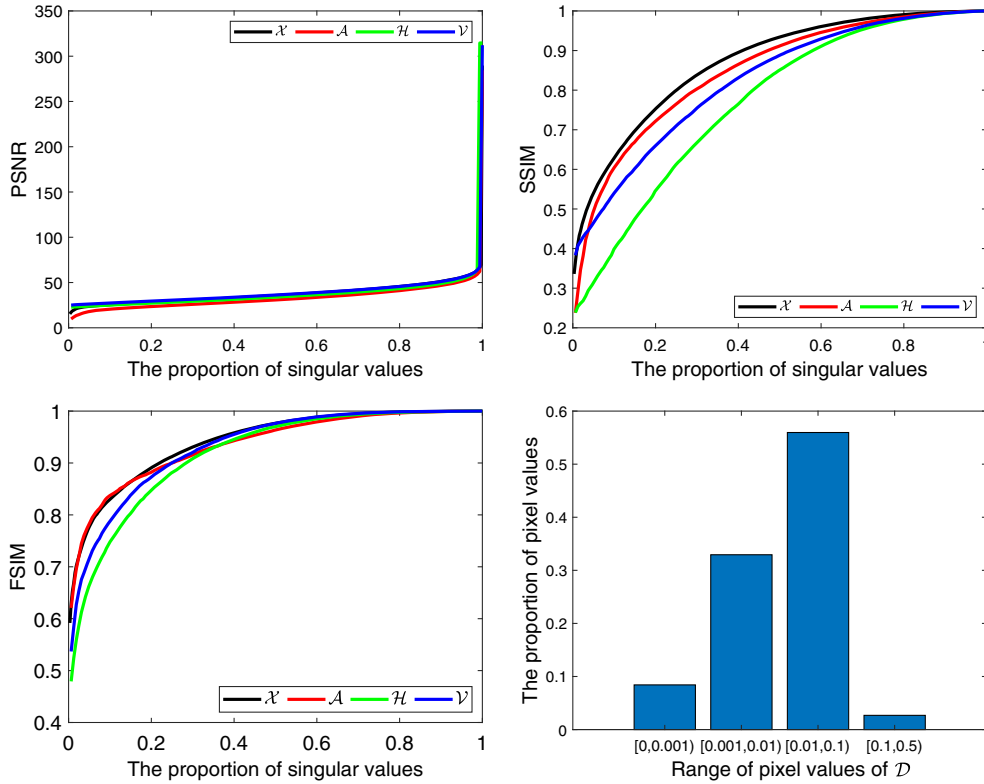 350
300
250
200
150
100
50
0
PSNR
𝒳 𝒜 ℋ 𝒱
0 0.2 0.4 0.6 0.8 1
The proportion of singular values
1
0.9
0.8
0.7
0.6
0.5
0.4
0.3
0.2
SSIM
𝒳 𝒜 ℋ 𝒱
0 0.2 0.4 0.6 0.8 1
The proportion of singular values
1
0.9
0.8
0.7
0.6
0.5
0.4
FSIM
𝒳 𝒜 ℋ 𝒱
0 0.2 0.4 0.6 0.8 1
The proportion of singular values
0.6
0.5
0.4
0.3
0.2
0.1
0
The proportion of pixel values
[0,0.001) [0.001,0.01) [0.01,0.1) [0.1,0.5)
Range of pixel values of 𝒟